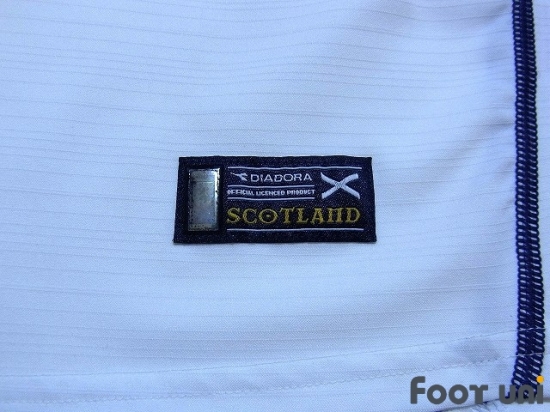 DIADORA
OFFICIAL LICENCED PRODUCT
SCOTLAND
Foot uni